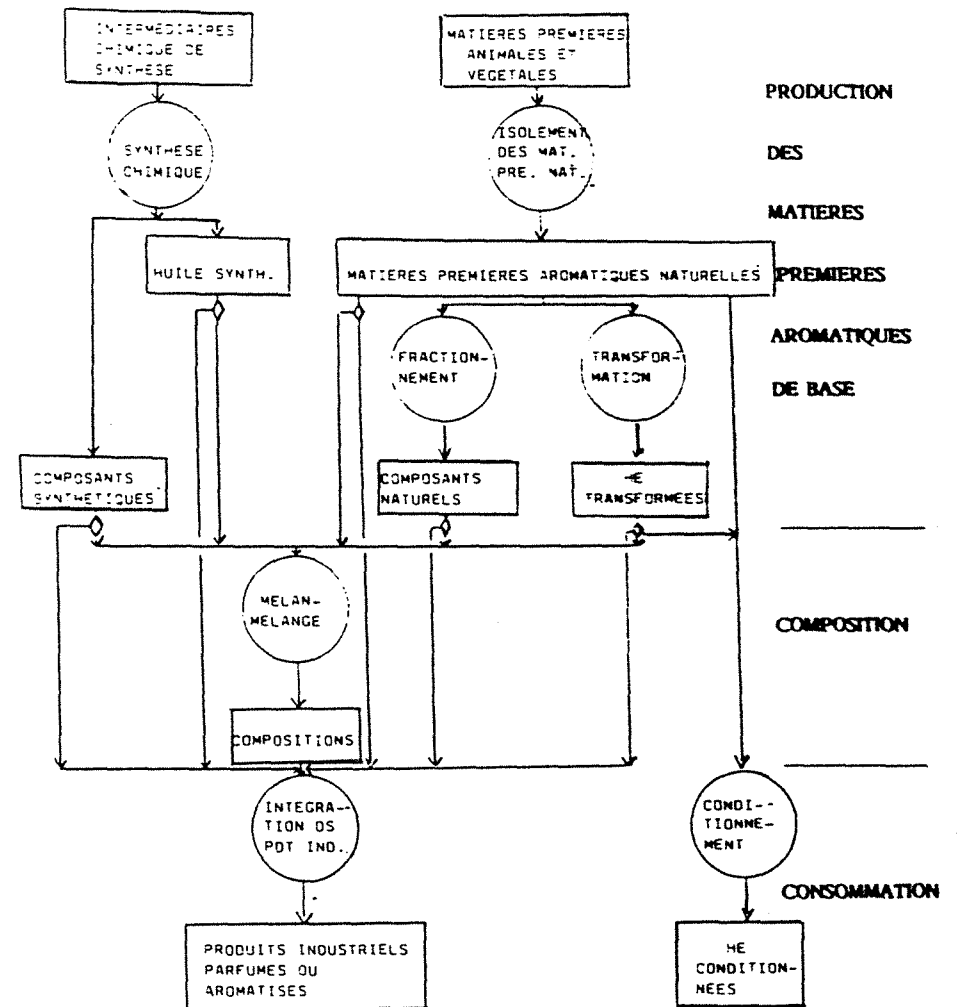 INTERMEDIAIRES
CHIMIQUE DE
SYNTHESE
MATIERES PREMIERES
ANIMALES ET
VEGETALES
PRODUCTION
SYNTHESE
CHIMIQUE
ISOLEMENT
DES MAT.
PRE. NAT.
DES
MATIERES
HUILE SYNTH.
MATIERES PREMIERES AROMATIQUES NATURELLES
PREMIERES
AROMATIQUES
FRACTION-
NEMENT
TRANSFOR-
MATION
DE BASE
COMPOSANTS
SYNTHETIQUES
COMPOSANTS
NATURELS
HE
TRANSFORMEES
MELAN-
MELANGE
COMPOSITION
COMPOSITIONS
INTEGRA--
TION DS
PDT IND.
CONDI--
TIONNE-
MENT
CONSOMMATION
PRODUITS INDUSTRIELS
PARFUMES OU
AROMATISES
HE
CONDITION-
NEES